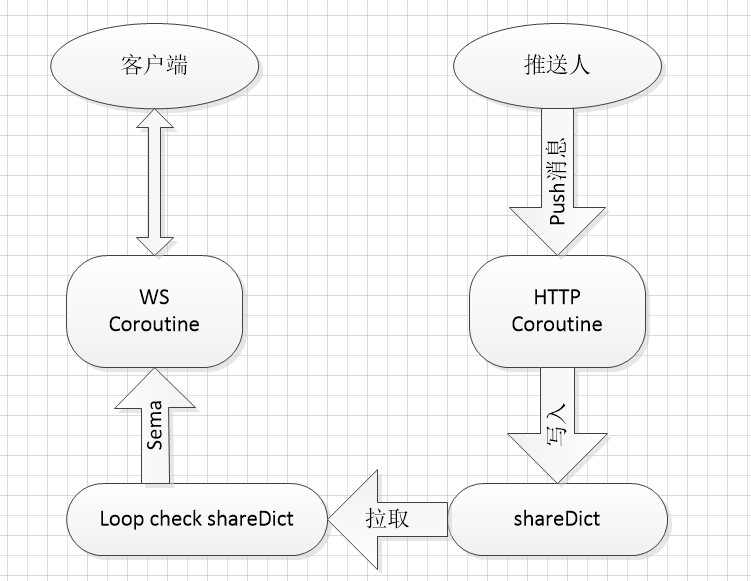 客户端
推送人
Push消息
WS
Coroutine
HTTP
Coroutine
Sema
写入
Loop check shareDict
拉取
shareDict